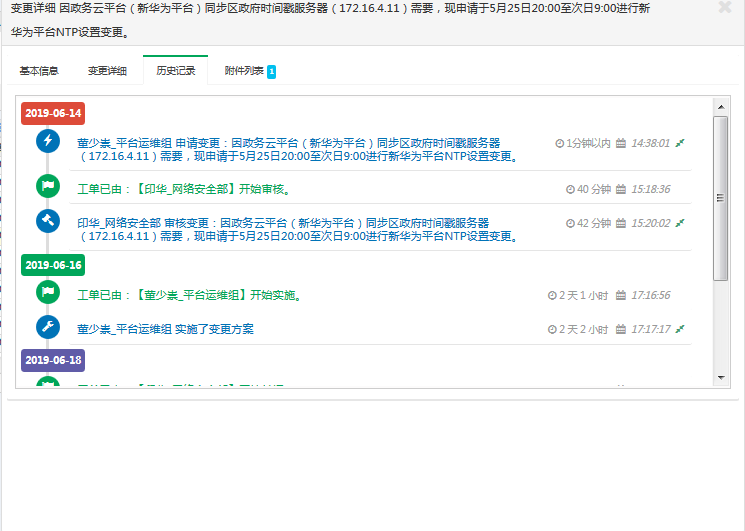 变更详细 因政务云平台（新华为平台）同步区政府时间戳服务器（172.16.4.11）需要，现申请于5月25日20:00至次日9:00进行新
华为平台NTP设置变更。
基本信息 变更详细 历史记录 附件列表 1
2019-06-14
董少崇_平台运维组 申请变更：因政务云平台（新华为平台）同步区政府时间戳服务器 1分钟以内 14:38:01
（172.16.4.11）需要，现申请于5月25日20:00至次日9:00进行新华为平台NTP设置变更。
工单已由：【印华_网络安全部】开始审核。 40 分钟 15:18:36
印华_网络安全部 审核变更：因政务云平台（新华为平台）同步区政府时间戳服务器 42 分钟 15:20:02
（172.16.4.11）需要，现申请于5月25日20:00至次日9:00进行新华为平台NTP设置变更。
2019-06-16
工单已由：【董少崇_平台运维组】开始实施。 2 天 1 小时 17:16:56
董少崇_平台运维组 实施了变更方案 2 天 2 小时 17:17:17
2019-06-18